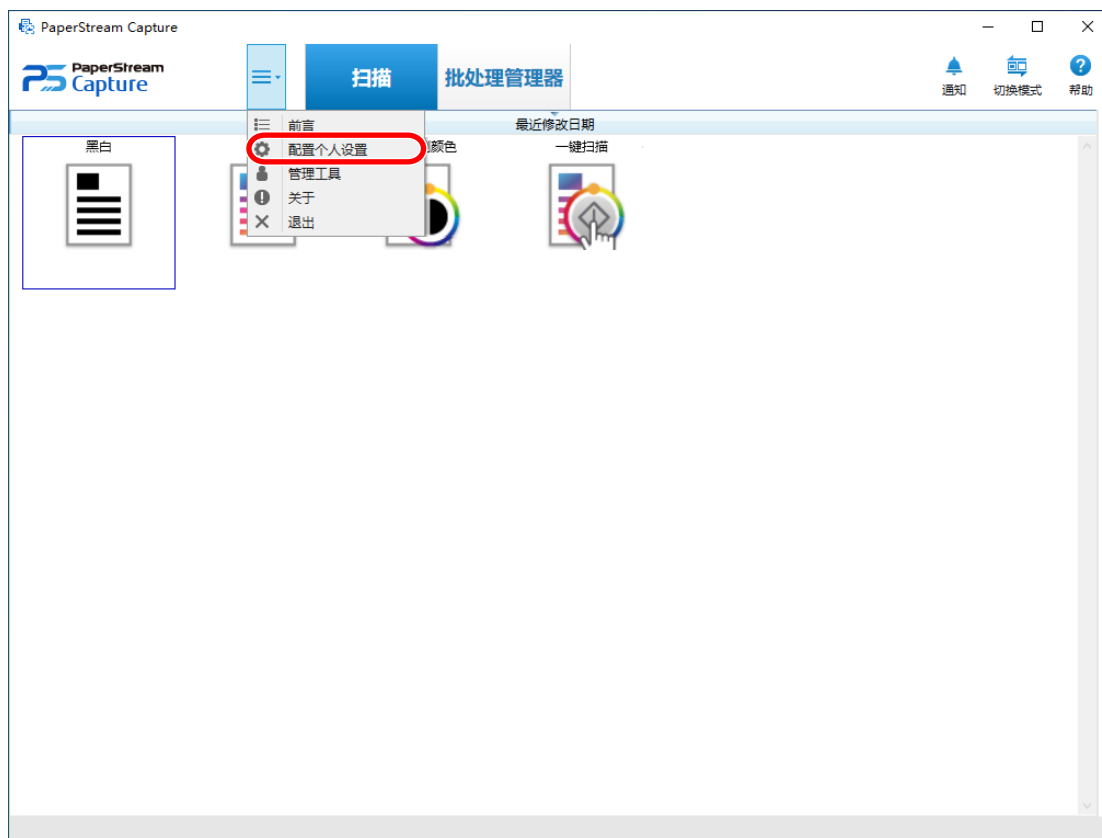 PaperStream Capture
PaperStream
Capture
扫描
批处理管理器
通知
切换模式
帮助
最近修改日期
前言
配置个人设置
管理工具
关于
退出
黑白
颜色
一键扫描